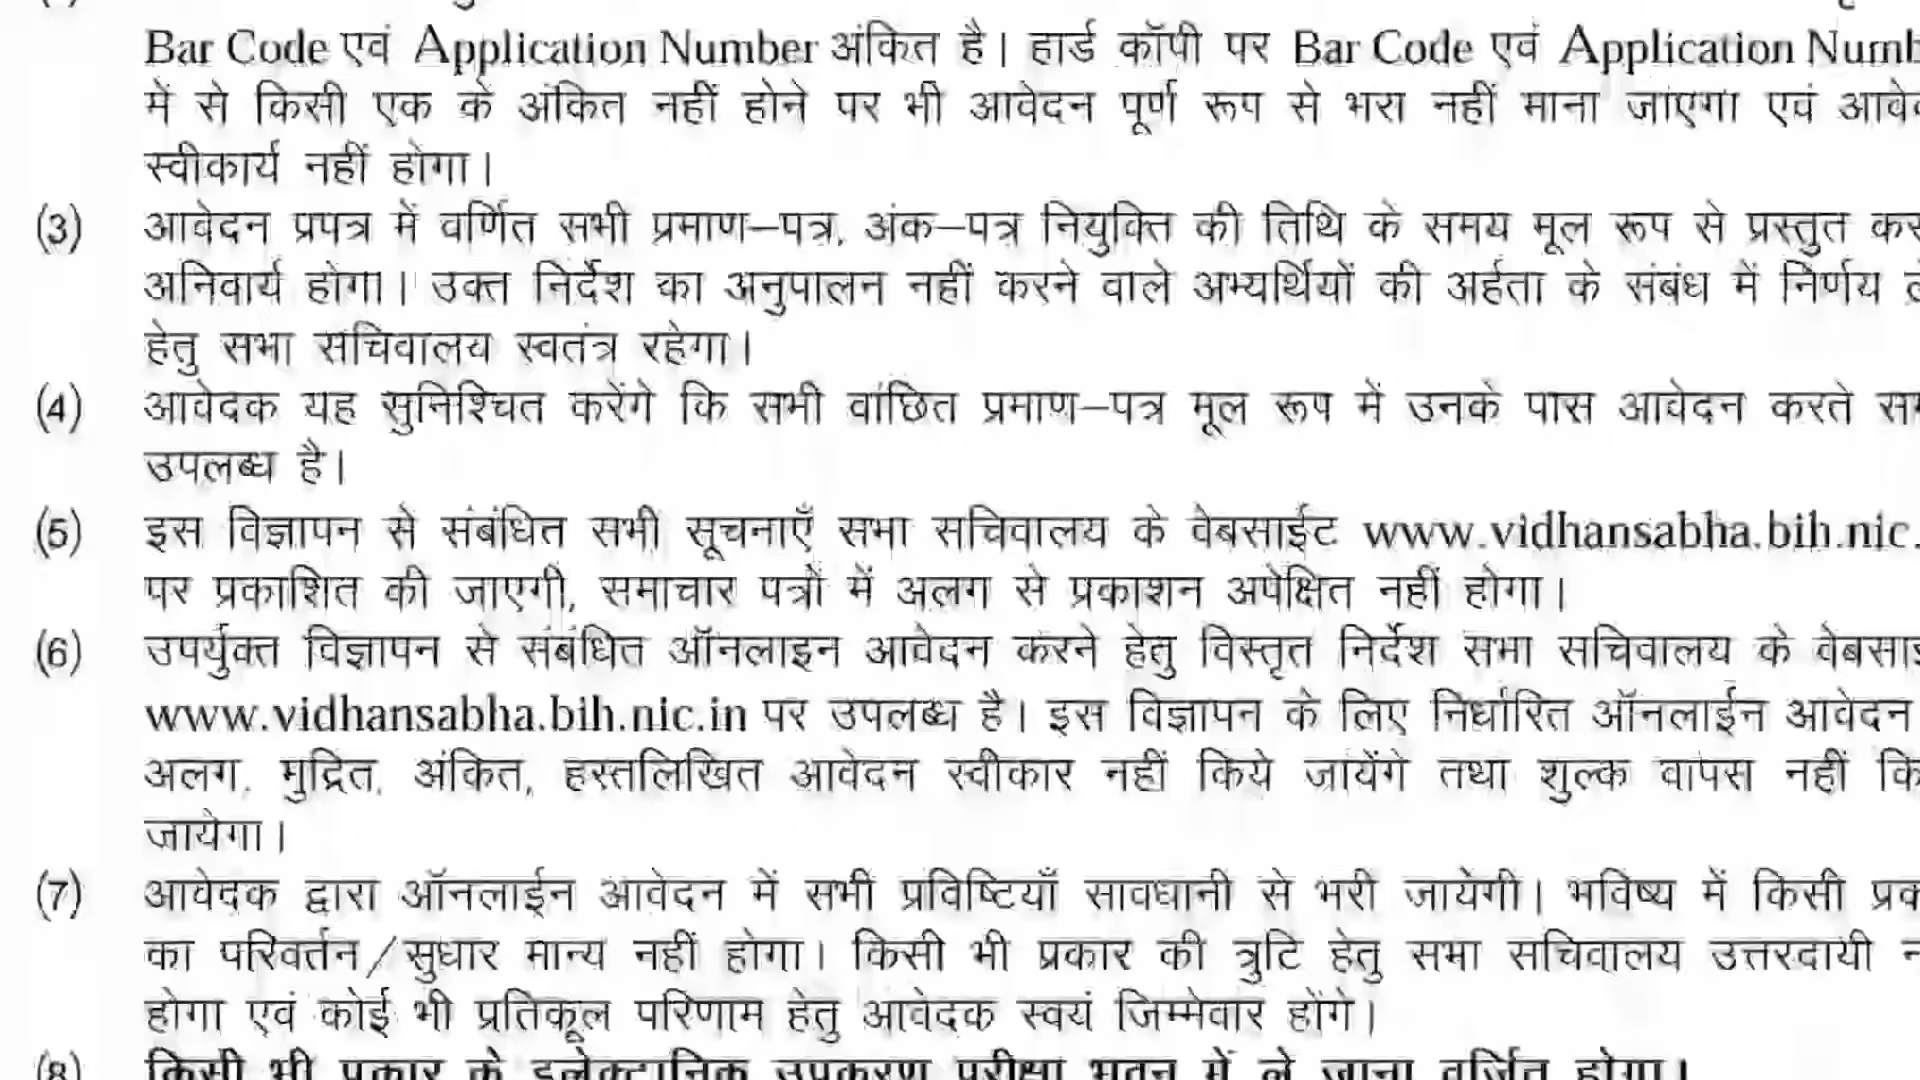 Bar Code एवं Application Number अंकित है। हार्ड कॉपी पर Bar Code एवं Application
में से किसी एक के अंकित नहीं होने पर भी आवेदन पूर्ण रूप से भरा नहीं माना जाएगा एवं
स्वीकार्य नहीं होगा।
(3) आवेदन प्रपत्र में वर्णित सभी प्रमाण–पत्र, अंक–पत्र नियुक्ति की तिथि के समय मूल रूप से प्रस्तुत
अनिवार्य होगा। उक्त निर्देश का अनुपालन नहीं करने वाले अभ्यर्थियों की अर्हता के संबंध में निर्णय
हेतु सभा सचिवालय स्वतंत्र रहेगा।
(4) आवेदक यह सुनिश्चित करेंगे कि सभी वांछित प्रमाण–पत्र मूल रूप में उनके पास आवेदन करते
उपलब्ध है।
(5) इस विज्ञापन से संबंधित सभी सूचनाएँ सभा सचिवालय के वेबसाईट www.vidhansabha.bih.nic.
पर प्रकाशित की जाएगी, समाचार पत्रों में अलग से प्रकाशन अपेक्षित नहीं होगा।
(6) उपर्युक्त विज्ञापन से संबंधित ऑनलाइन आवेदन करने हेतु विस्तृत निर्देश सभा सचिवालय के
www.vidhansabha.bih.nic.in पर उपलब्ध है। इस विज्ञापन के लिए निर्धारित ऑनलाईन आवेदन
अलग, मुद्रित, अंकित, हस्तलिखित आवेदन स्वीकार नहीं किये जायेंगे तथा शुल्क वापस नहीं
जायेगा।
(7) आवेदक द्वारा ऑनलाईन आवेदन में सभी प्रविष्टियाँ सावधानी से भरी जायेगी। भविष्य में किसी
का परिवर्तन/सुधार मान्य नहीं होगा। किसी भी प्रकार की त्रुटि हेतु सभा सचिवालय उत्तरदायी
होगा एवं कोई भी प्रतिकूल परिणाम हेतु आवेदक स्वयं जिम्मेवार होंगे।
(8) किसी भी प्रकार के इलेक्ट्रानिक उपकरण परीक्षा भवन में ले जाना वर्जित होगा।